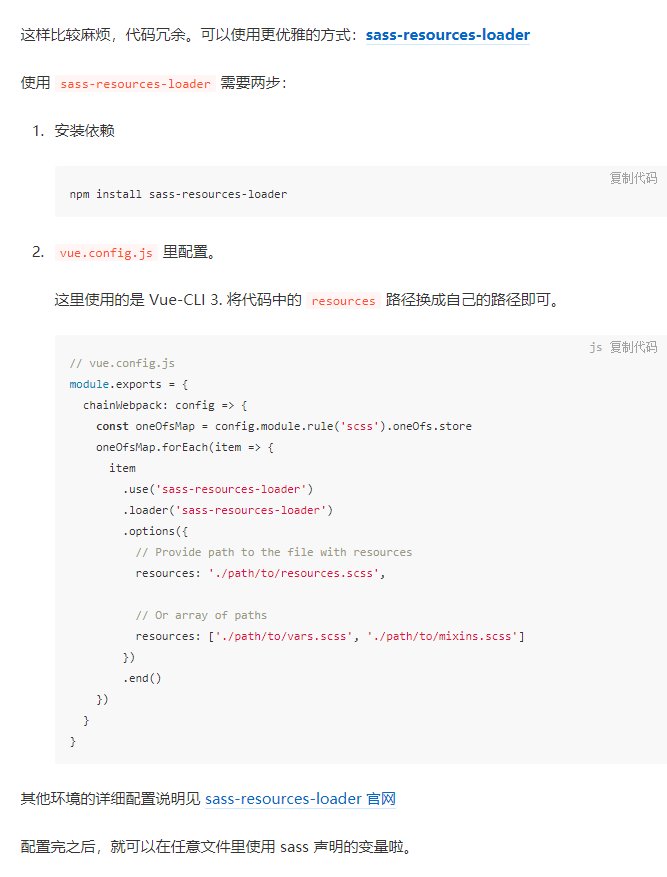 这样比较麻烦，代码冗余。可以使用更优雅的方式：sass-resources-loader
使用 sass-resources-loader 需要两步：
1. 安装依赖
复制代码
npm install sass-resources-loader
2. vue.config.js 里配置。
这里使用的是 Vue-CLI 3. 将代码中的 resources 路径换成自己的路径即可。
js 复制代码
// vue.config.js
module.exports = {
  chainWebpack: config => {
    const oneOfsMap = config.module.rule('scss').oneOfs.store
    oneOfsMap.forEach(item => {
      item
        .use('sass-resources-loader')
        .loader('sass-resources-loader')
        .options({
          // Provide path to the file with resources
          resources: './path/to/resources.scss',
          // Or array of paths
          resources: ['./path/to/vars.scss', './path/to/mixins.scss']
        })
        .end()
    })
  }
}
其他环境的详细配置说明见 sass-resources-loader 官网
配置完之后，就可以在任意文件里使用 sass 声明的变量啦。